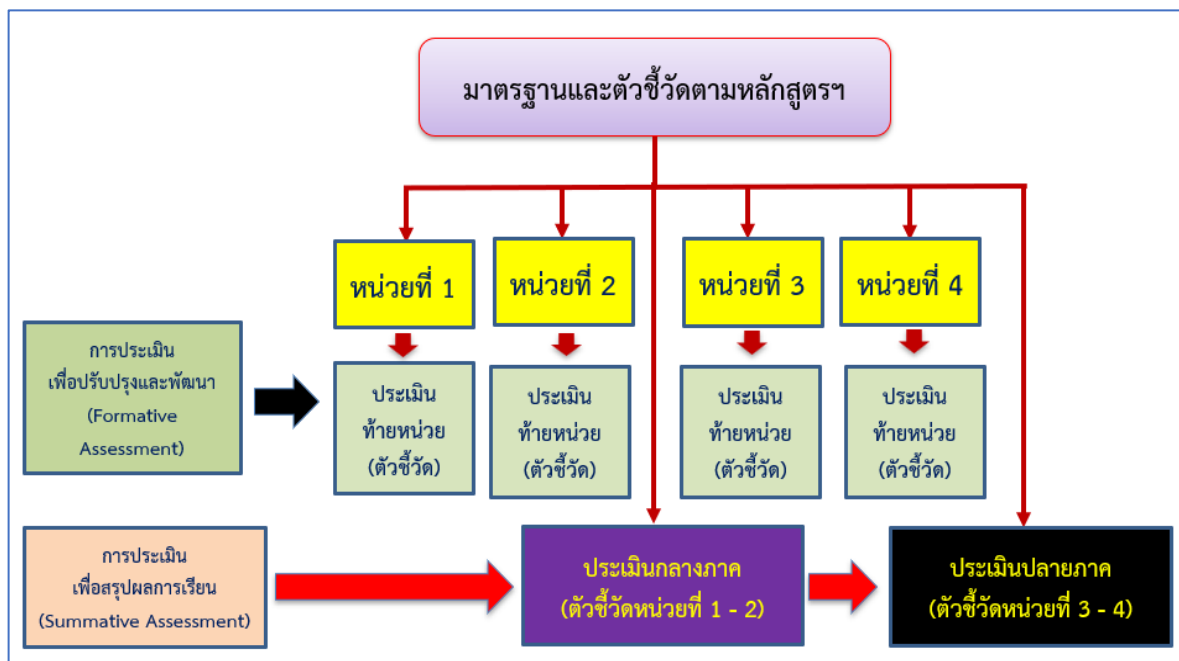 มาตรฐานและตัวชี้วัดตามหลักสูตรฯ
หน่วยที่ 1
หน่วยที่ 2
หน่วยที่ 3
หน่วยที่ 4
การประเมิน
เพื่อปรับปรุงและพัฒนา
(Formative
Assessment)
ประเมิน
ท้ายหน่วย
(ตัวชี้วัด)
ประเมิน
ท้ายหน่วย
(ตัวชี้วัด)
ประเมิน
ท้ายหน่วย
(ตัวชี้วัด)
ประเมิน
ท้ายหน่วย
(ตัวชี้วัด)
การประเมิน
เพื่อสรุปผลการเรียน
(Summative Assessment)
ประเมินกลางภาค
(ตัวชี้วัดหน่วยที่ 1 - 2)
ประเมินปลายภาค
(ตัวชี้วัดหน่วยที่ 3 - 4)